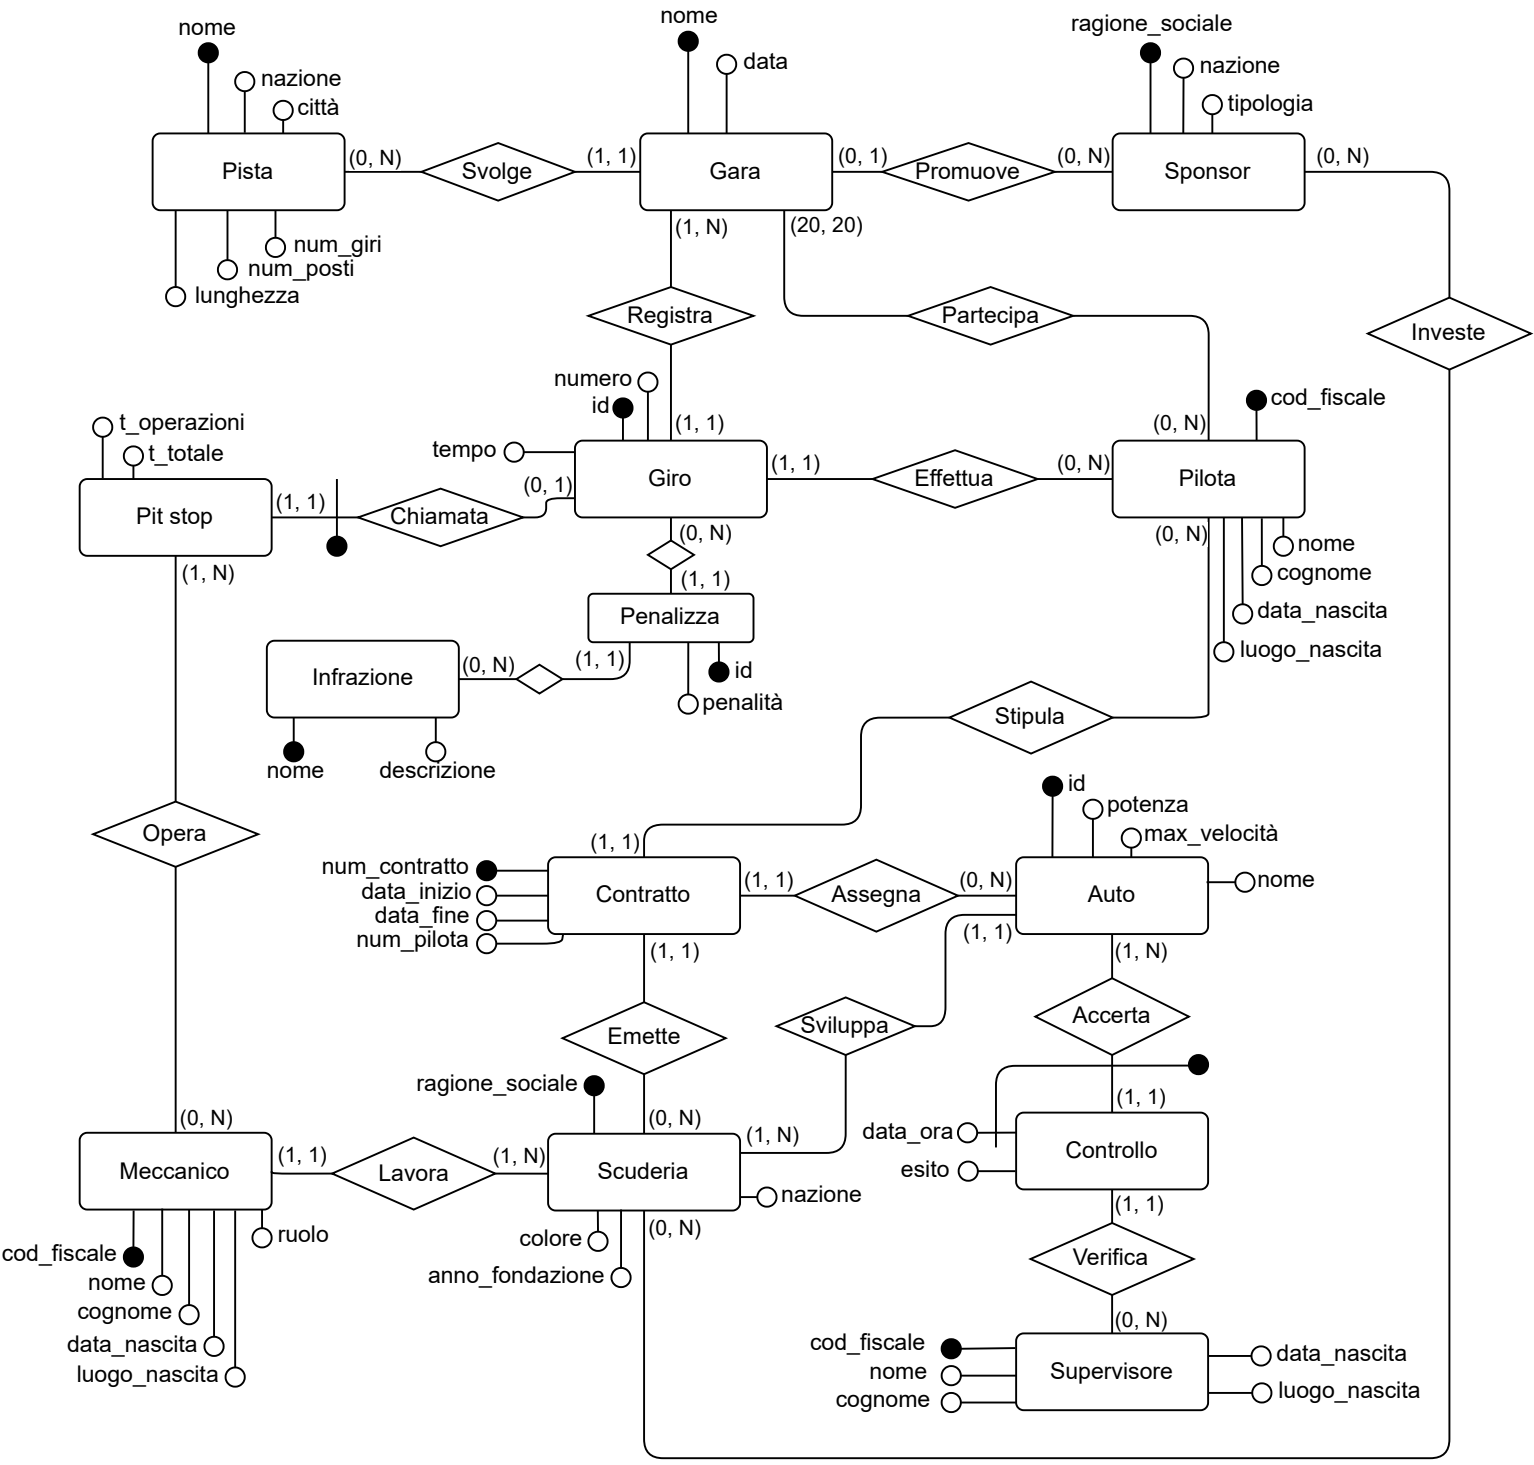 nome
nome
ragione_sociale
nazione
città
data
nazione
tipologia
Pista
(0, N)
Svolge
(1, 1)
Gara
(0, 1)
Promuove
(0, N)
Sponsor
(0, N)
num_giri
num_posti
lunghezza
(1, N)
(20, 20)
Registra
Partecipa
Investe
numero
id
tempo
(1, 1)
(0, N)
cod_fiscale
t_operazioni
t_totale
Pit stop
(1, 1)
Chiamata
(0, 1)
Giro
(1, 1)
Effettua
(0, N)
Pilota
(1, N)
(0, N)
(1, 1)
(0, N)
nome
cognome
data_nascita
luogo_nascita
Penalizza
Infrazione
(0, N)
(1, 1)
id
penalità
nome
descrizione
Stipula
Opera
id
potenza
max_velocità
nome
(1, 1)
num_contratto
data_inizio
data_fine
num_pilota
Contratto
(1, 1)
Assegna
(0, N)
Auto
(1, 1)
(1, 1)
(1, N)
Emette
Sviluppa
Accerta
ragione_sociale
(0, N)
(0, N)
(1, N)
(1, 1)
data_ora
esito
Controllo
Meccanico
(1, 1)
Lavora
(1, N)
Scuderia
nazione
(1, 1)
colore
anno_fondazione
(0, N)
ruolo
cod_fiscale
nome
cognome
data_nascita
luogo_nascita
Verifica
(0, N)
cod_fiscale
nome
cognome
Supervisore
data_nascita
luogo_nascita